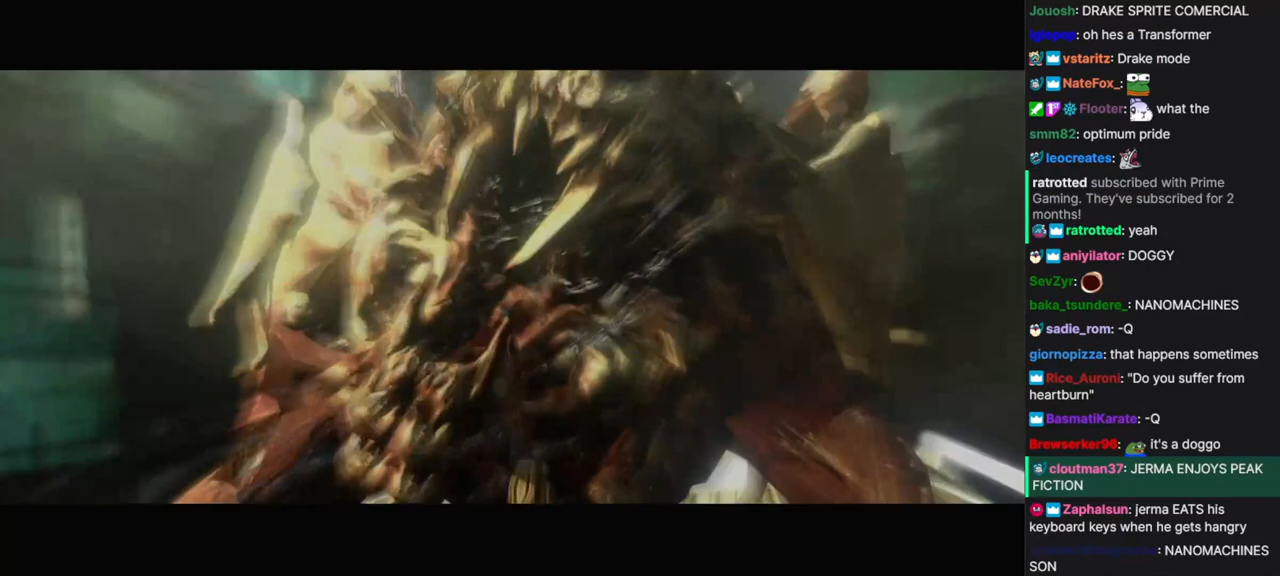 Jouosh: DRAKE SPRITE COMERCIAL
iglopop: oh hes a Transformer
vstaritz: Drake mode
NateFox_:
Flooter: what the
smm82: optimum pride
leocreates:
ratrotted subscribed with Prime
Gaming. They've subscribed for 2
months!
ratrotted: yeah
aniyilator: DOGGY
SevZyr:
baka_tsundere_: NANOMACHINES
sadie_rom: -Q
giornopizza: that happens sometimes
Rice_Auroni: "Do you suffer from
heartburn"
BasmatiKarate: -Q
Brewserker96: it's a doggo
cloutman37: JERMA ENJOYS PEAK
FICTION
Zaphalsun: jerma EATS his
keyboard keys when he gets hangry
: NANOMACHINES
SON